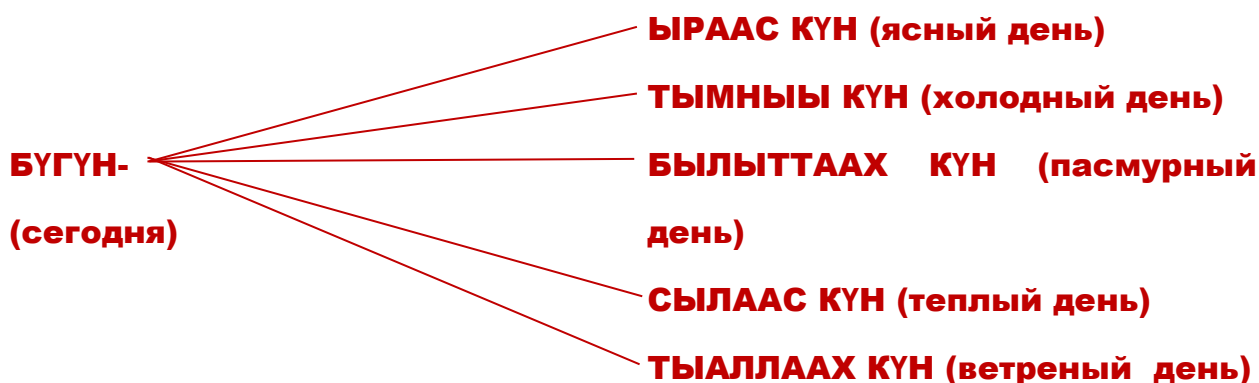 ЫРААС КҮН (ясный день)
ТЫМНЫЫ КҮН (холодный день)
БҮГҮН-
(сегодня)
БЫЛЫТТААХ КҮН (пасмурный
день)
СЫЛААС КҮН (теплый день)
ТЫАЛЛААХ КҮН (ветреный день)